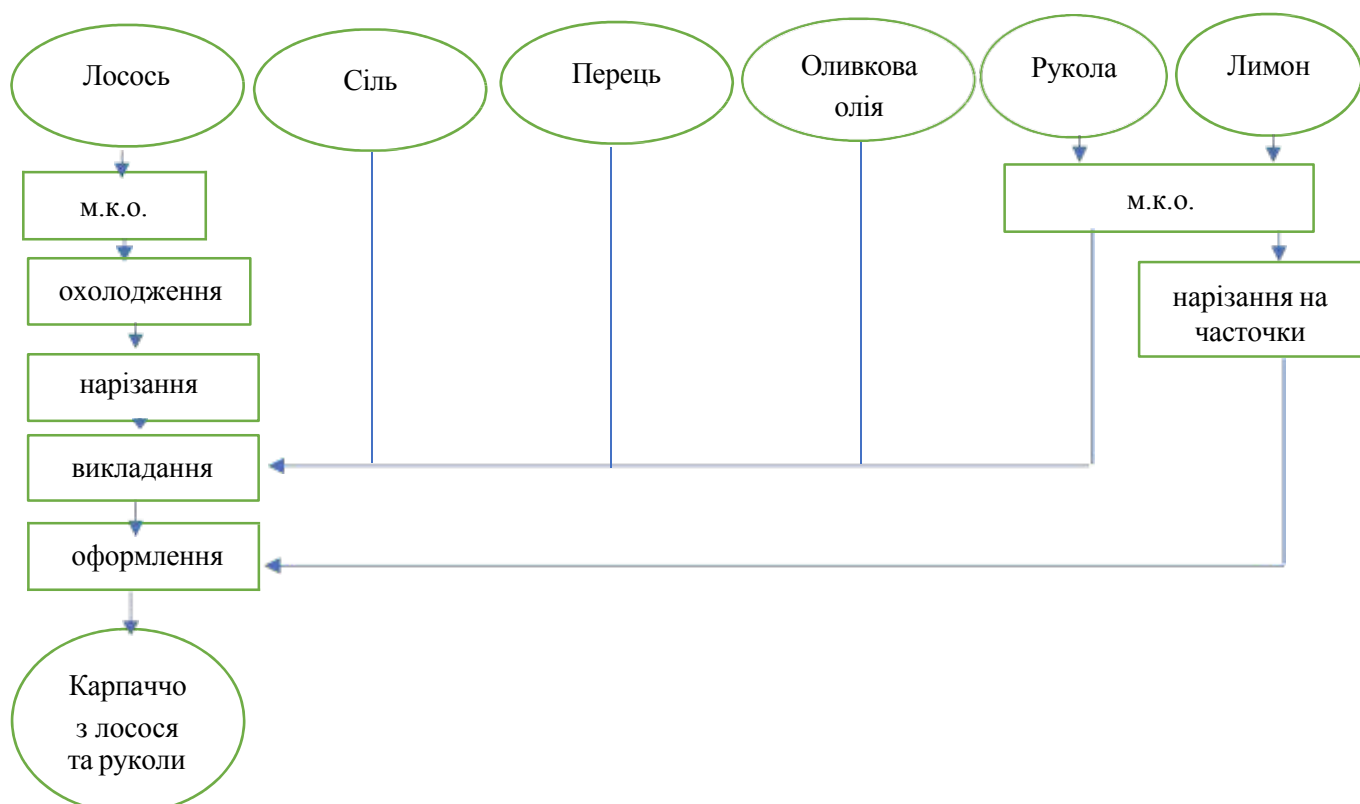 Лосось
Сіль
Перець
Оливкова
олія
Рукола
Лимон
м.к.о.
м.к.о.
охолодження
нарізання на
часточки
нарізання
викладання
оформлення
Карпаччо
з лосося
та руколи